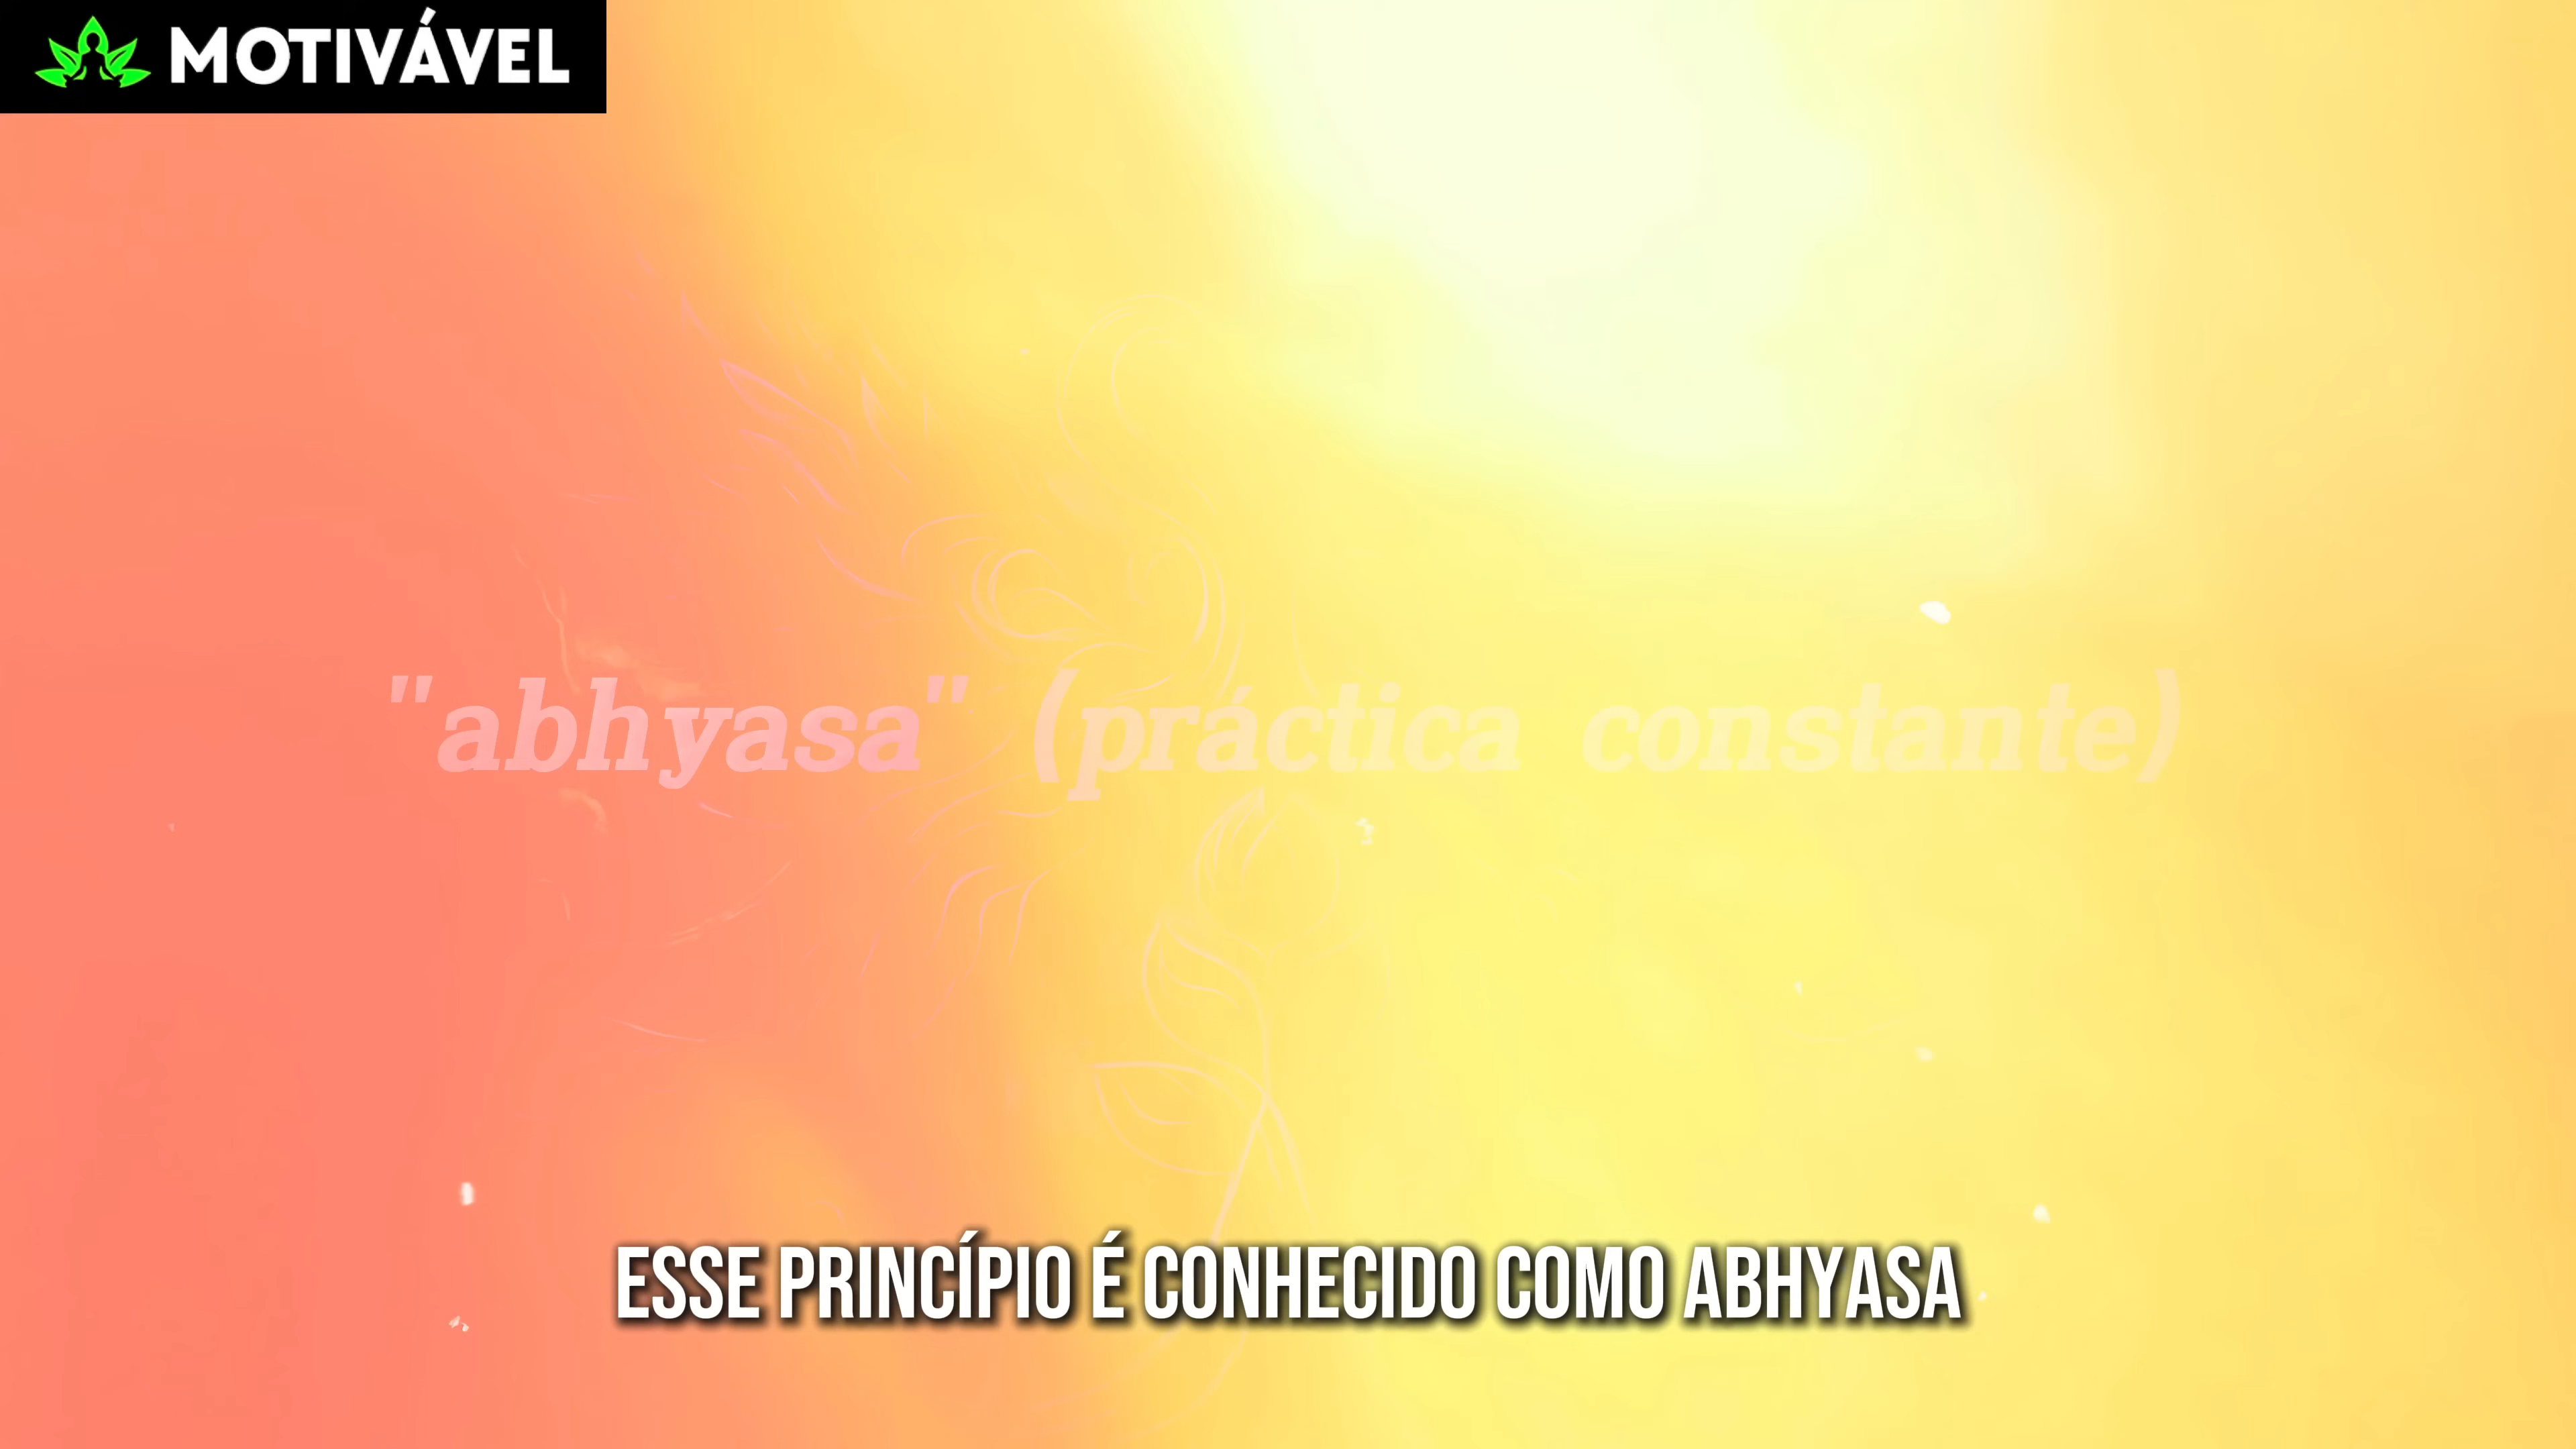 MOTIVÁVEL
"abhyasa" (práctica constante)
ESSE PRINCÍPIO É CONHECIDO COMO ABHYASA